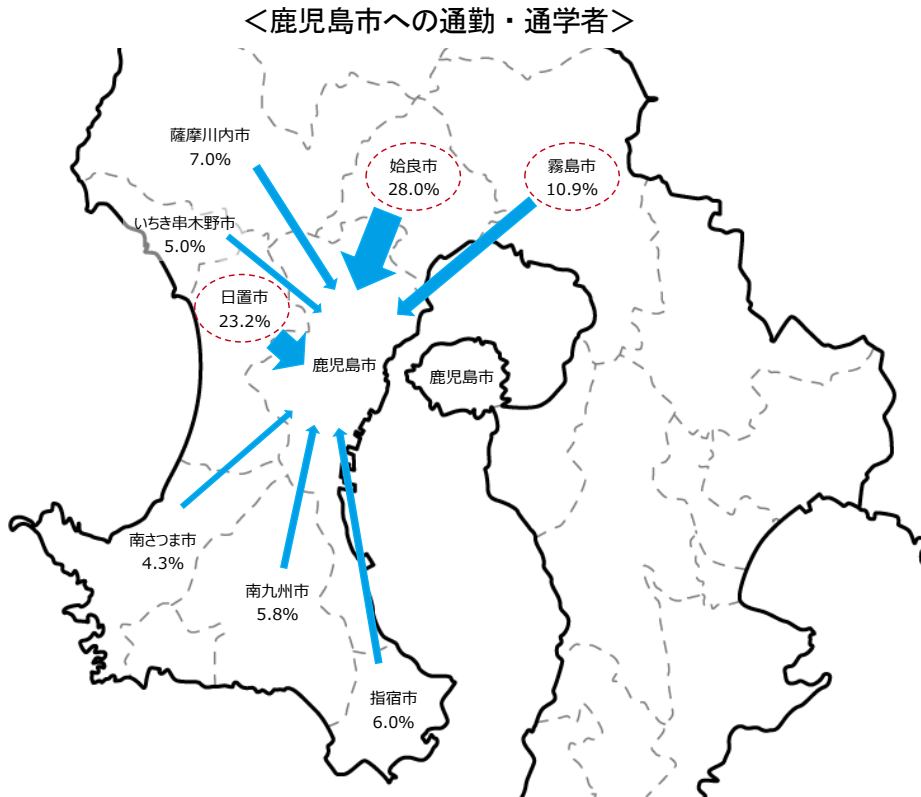 ＜鹿児島市への通勤・通学者＞
薩摩川内市
7.0%
姶良市
28.0%
霧島市
10.9%
いちき串木野市
5.0%
日置市
23.2%
鹿児島市
鹿児島市
南さつま市
4.3%
南九州市
5.8%
指宿市
6.0%